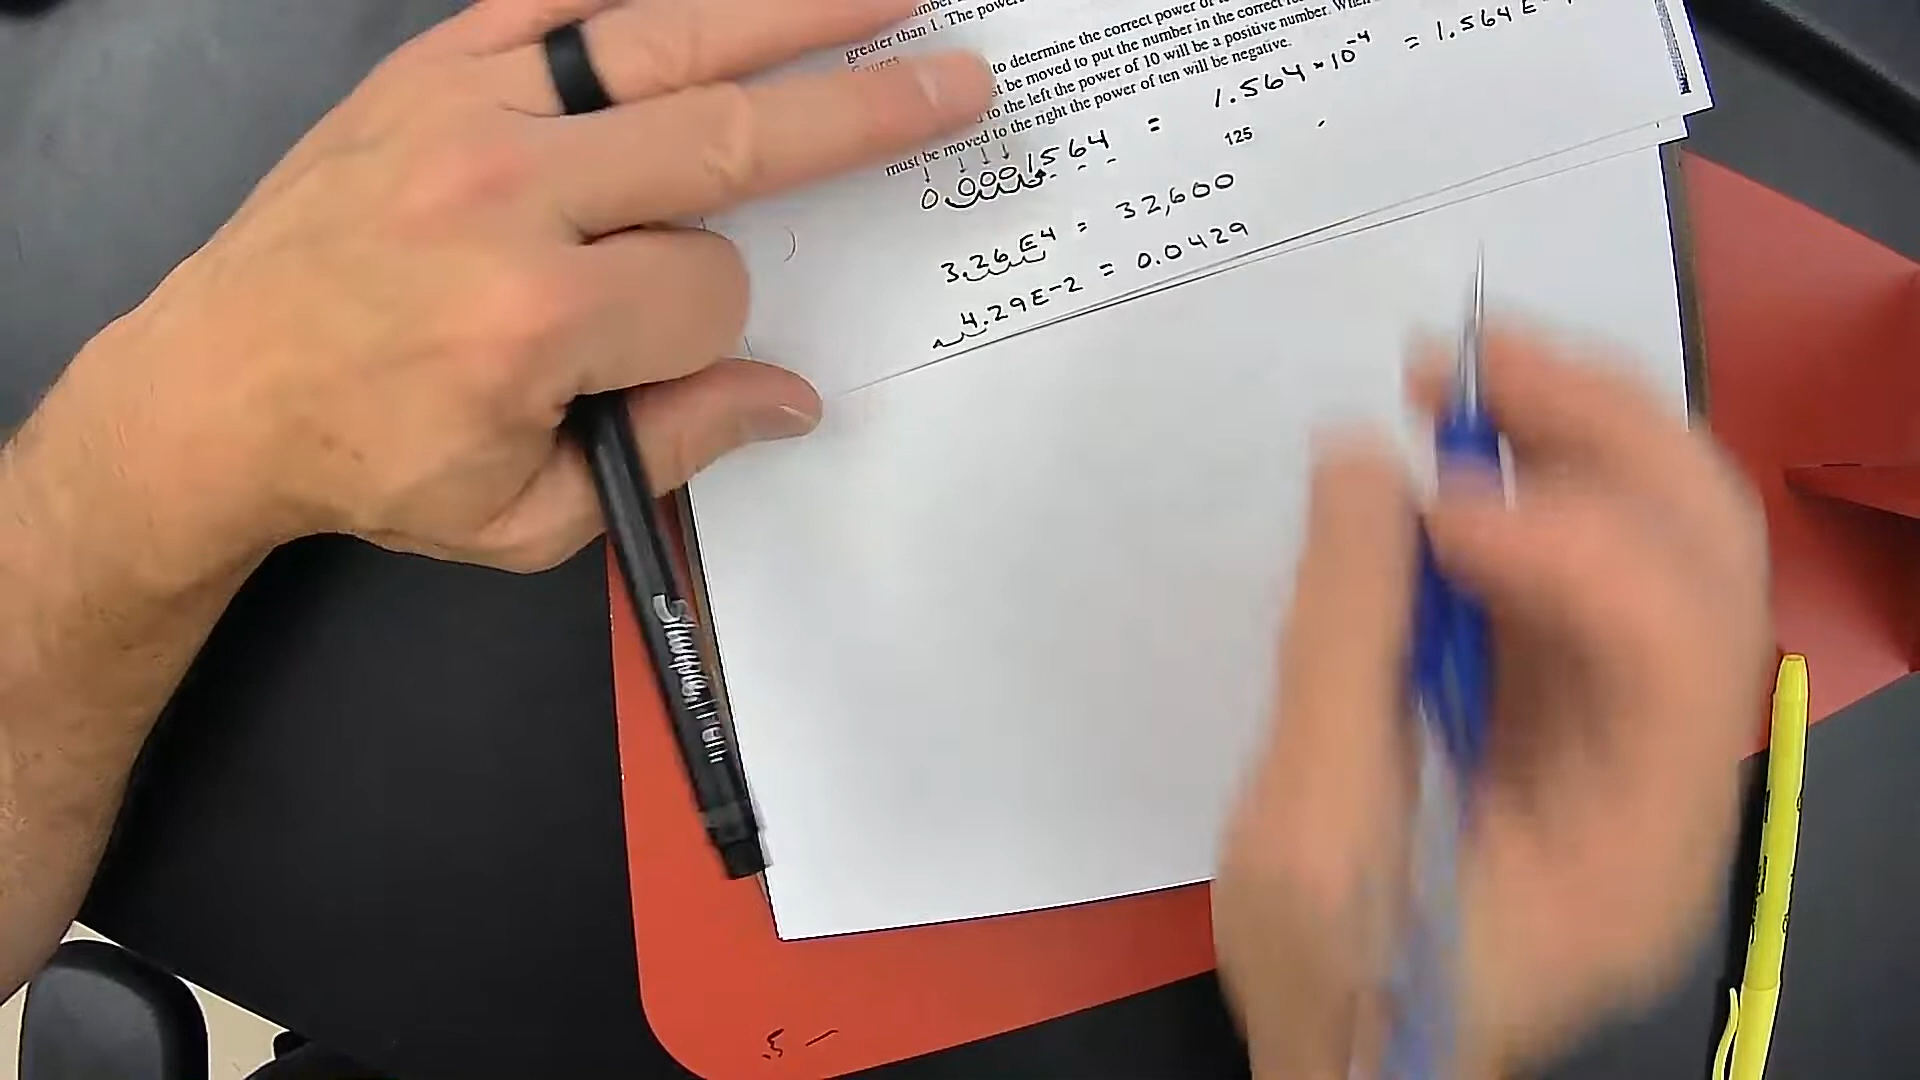 greater than 1. The power
to determine the correct power of
be moved to put the number in the correct
to the left the power of 10 will be a positive number. When
must be moved to the right the power of ten will be negative.
0.0001564 = 1.564 × 10⁻⁴ = 1.564 E
125
3.26E4 = 32,600
4.29E-2 = 0.0429
Sharpie
.5 –